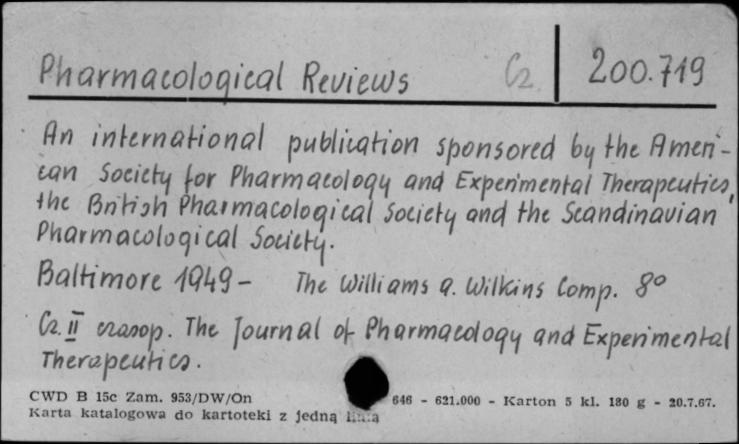 Pharmacological Reviews Cz. 200.719
An international publication sponsored by the Ameri-
can Society for Pharmacology and Experimental Therapeutics,
the British Pharmacological Society and the Scandinavian
Pharmacological Society.
Baltimore 1949- The Williams a. Wilkins Comp. 8°
Cz. II czasop. The Journal of Pharmacology and Experimental
Therapeutics.
CWD B 15c Zam. 953/DW/On 646 - 621.000 - Karton 5 kl. 180 g - 20.7.67.
Karta katalogowa do kartoteki z jedną linią